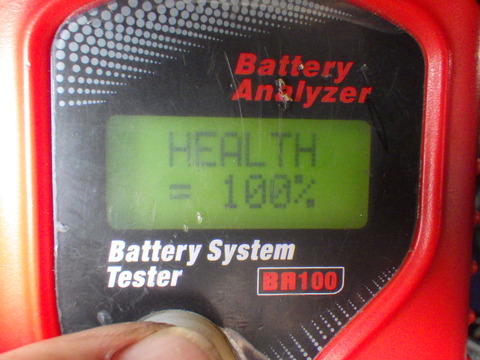 Battery
Analyzer
HEALTH
= 100%
Battery System
Tester
BA100